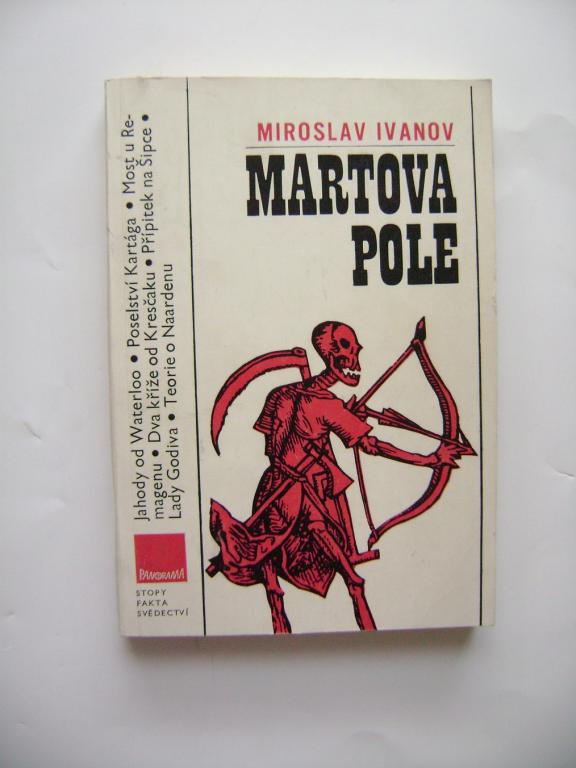 MIROSLAV IVANOV
MARTOVA
POLE
Jahody od Waterloo • Poselství Kartága • Most u Re-
magenu • Dva kříže od Kresčaku • Přípitek na Šipce •
Lady Godiva • Teorie o Naardenu
PANORAMA
STOPY
FAKTA
SVĚDECTVÍ